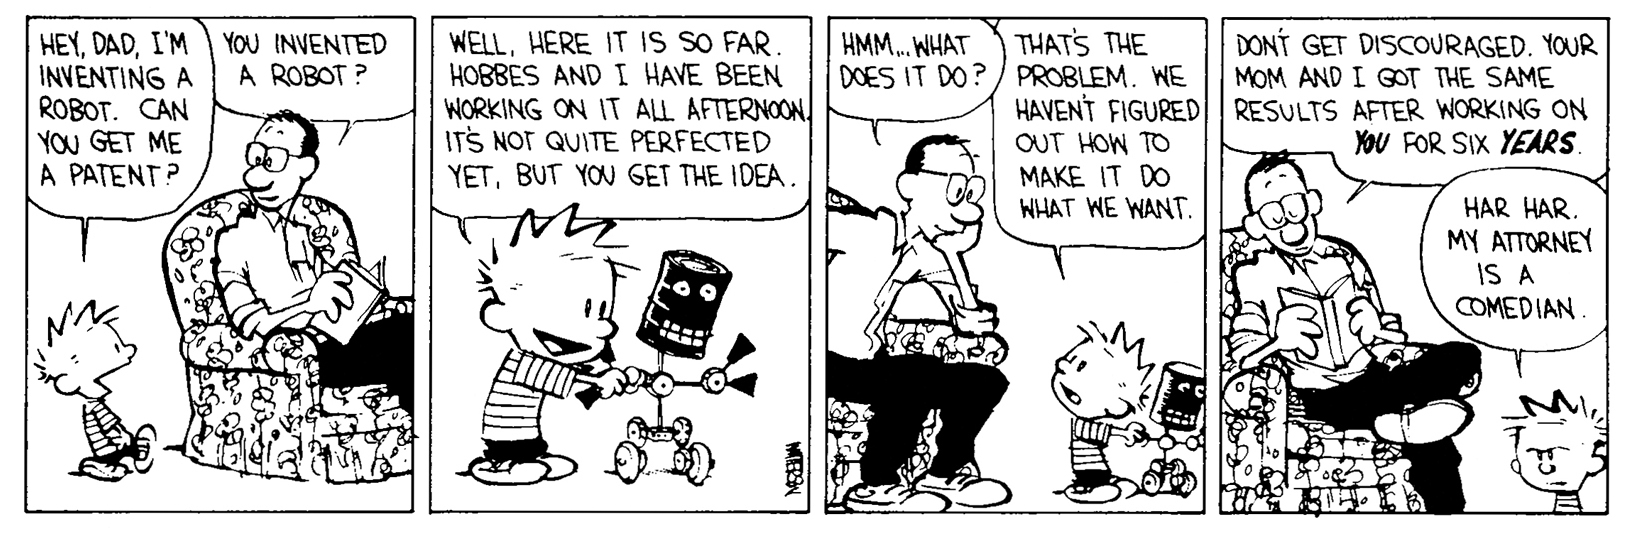 HEY, DAD, I'M
INVENTING A
ROBOT. CAN
YOU GET ME
A PATENT?
YOU INVENTED
A ROBOT?
WELL, HERE IT IS SO FAR.
HOBBES AND I HAVE BEEN
WORKING ON IT ALL AFTERNOON.
IT'S NOT QUITE PERFECTED
YET, BUT YOU GET THE IDEA.
WATTERSON
HMM... WHAT
DOES IT DO?
THAT'S THE
PROBLEM. WE
HAVEN'T FIGURED
OUT HOW TO
MAKE IT DO
WHAT WE WANT.
DON'T GET DISCOURAGED. YOUR
MOM AND I GOT THE SAME
RESULTS AFTER WORKING ON
YOU FOR SIX YEARS.
HAR HAR.
MY ATTORNEY
IS A
COMEDIAN.